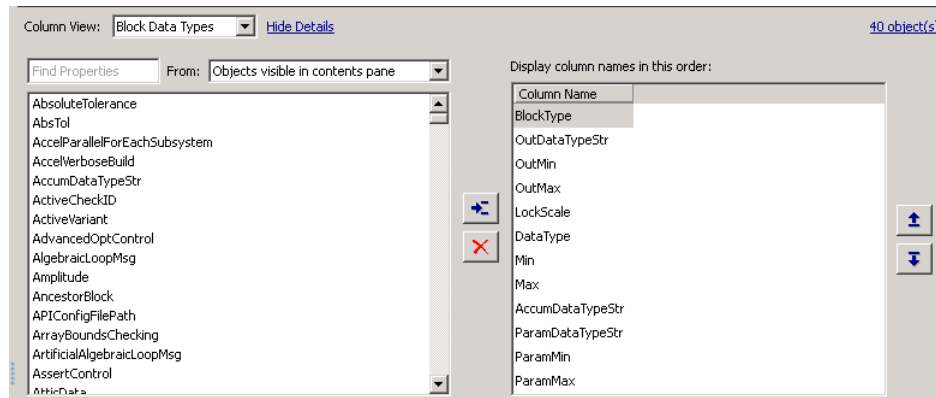 Column View: Block Data Types Hide Details 40 object(s
Find Properties From: Objects visible in contents pane
AbsoluteTolerance
AbsTol
AccelParallelForEachSubsystem
AccelVerboseBuild
AccumDataTypeStr
ActiveCheckID
ActiveVariant
AdvancedOptControl
AlgebraicLoopMsg
Amplitude
AncestorBlock
APIConfigFilePath
ArrayBoundsChecking
ArtificialAlgebraicLoopMsg
AssertControl
AtticData
Display column names in this order:
Column Name
BlockType
OutDataTypeStr
OutMin
OutMax
LockScale
DataType
Min
Max
AccumDataTypeStr
ParamDataTypeStr
ParamMin
ParamMax